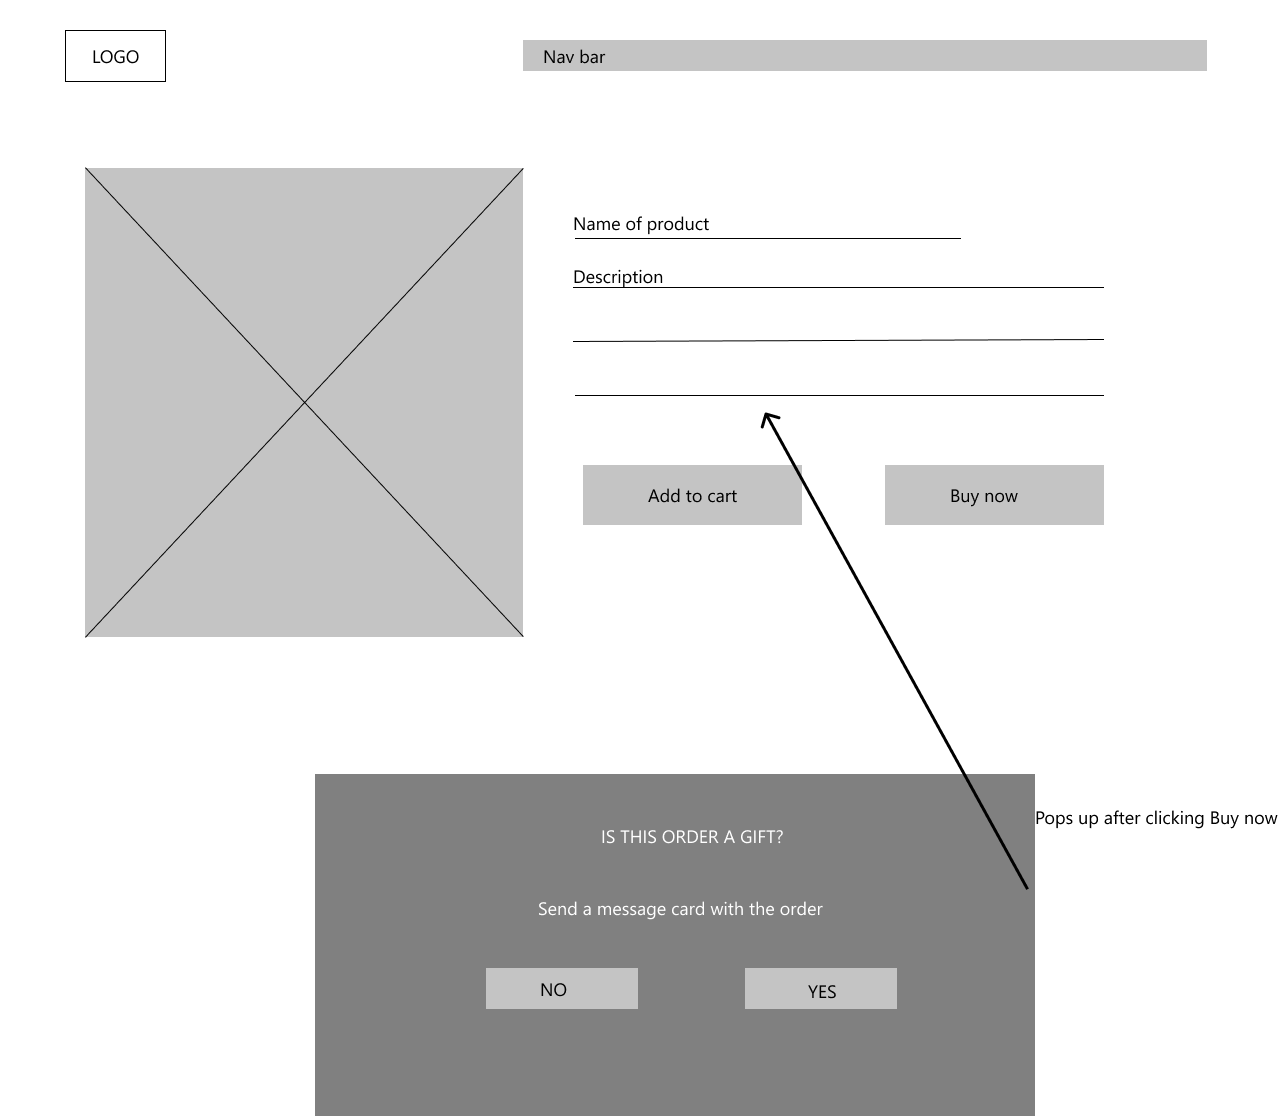 LOGO
Nav bar
Name of product
Description
Add to cart
Buy now
Pops up after clicking Buy now
IS THIS ORDER A GIFT?
Send a message card with the order
NO
YES